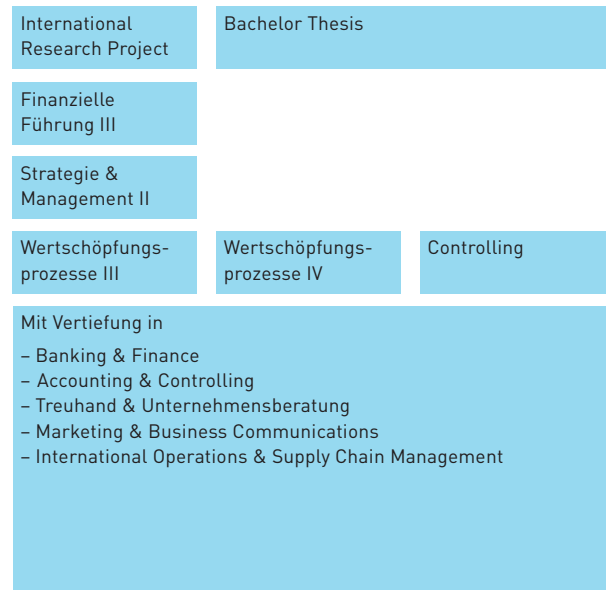 International
Research Project
Bachelor Thesis
Finanzielle
Führung III
Strategie &
Management II
Wertschöpfungs-
prozesse III
Wertschöpfungs-
prozesse IV
Controlling
Mit Vertiefung in
– Banking & Finance
– Accounting & Controlling
– Treuhand & Unternehmensberatung
– Marketing & Business Communications
– International Operations & Supply Chain Management